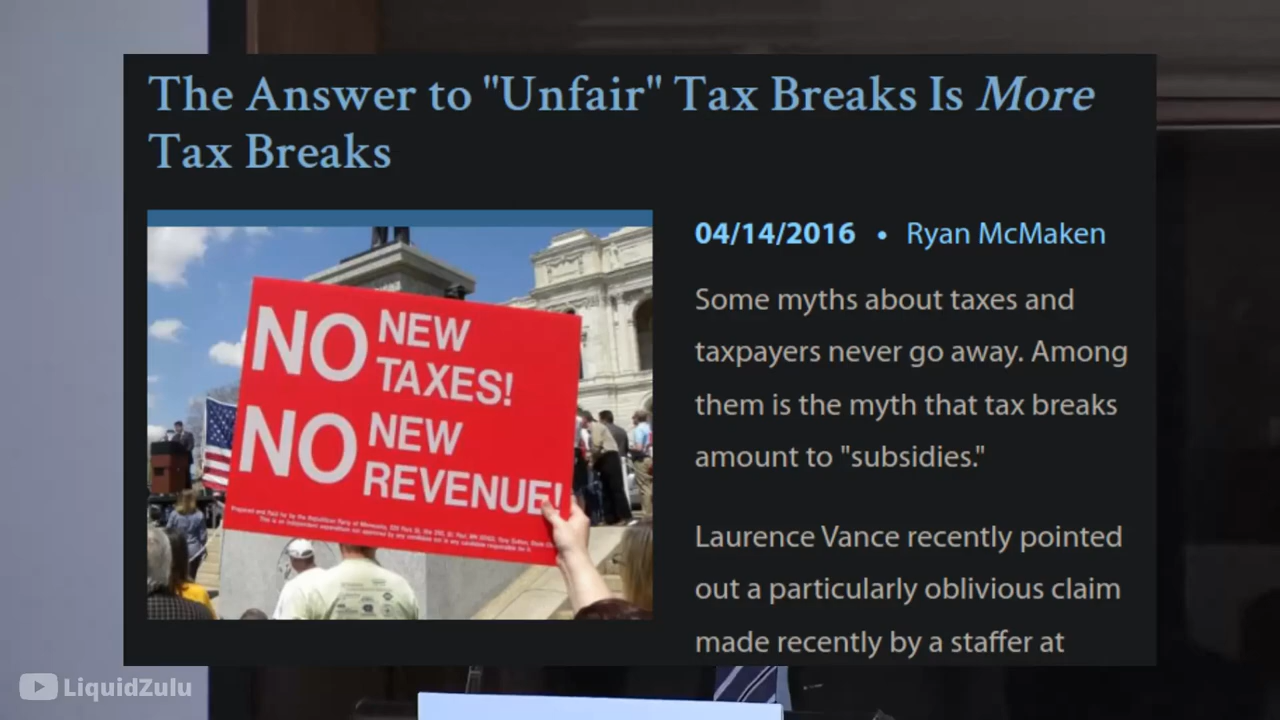 The Answer to "Unfair" Tax Breaks Is More
Tax Breaks
04/14/2016 • Ryan McMaken
Some myths about taxes and
taxpayers never go away. Among
them is the myth that tax breaks
amount to "subsidies."
Laurence Vance recently pointed
out a particularly oblivious claim
made recently by a staffer at
NO NEW
TAXES!
NO NEW
REVENUE!
LiquidZulu